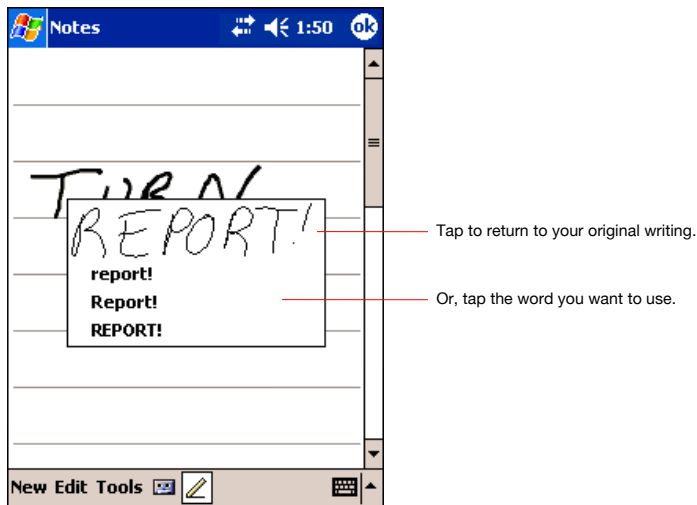 Notes 1:50 ok
TURN
REPORT!
Tap to return to your original writing.
report!
Report!
Or, tap the word you want to use.
REPORT!
New Edit Tools